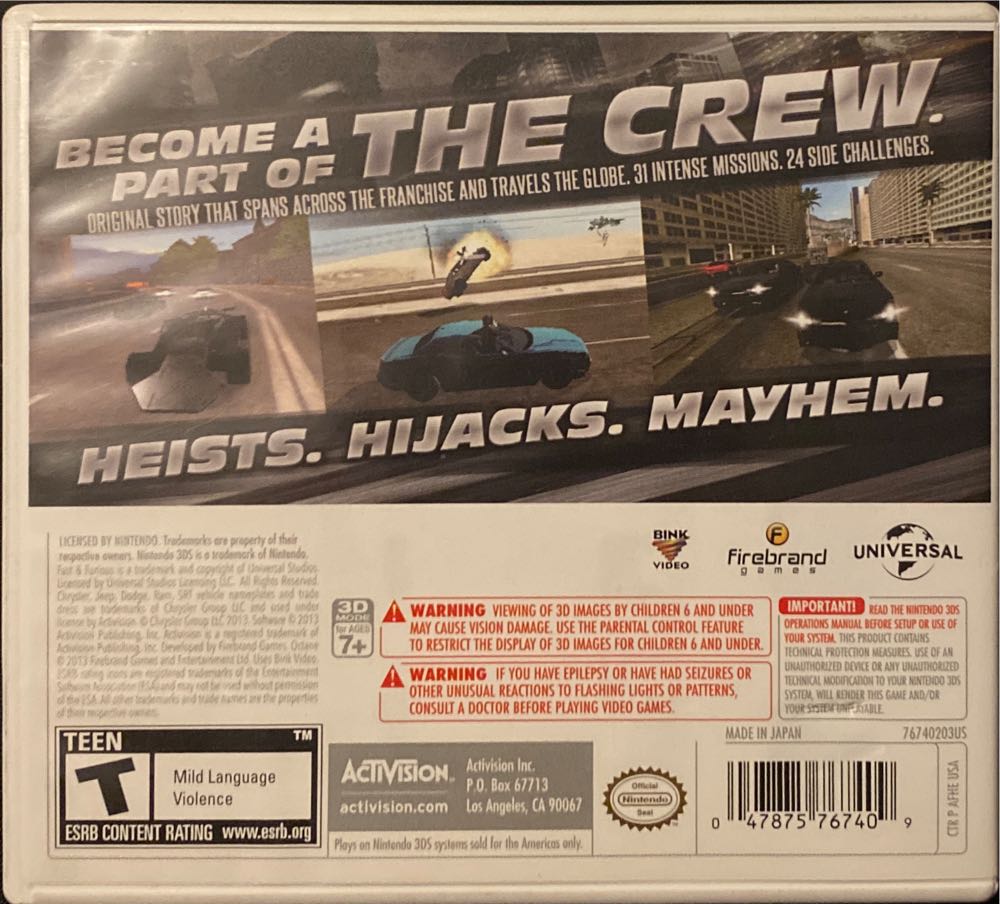 BECOME A
PART OF THE CREW.
ORIGINAL STORY THAT SPANS ACROSS THE FRANCHISE AND TRAVELS THE GLOBE. 31 INTENSE MISSIONS. 24 SIDE CHALLENGES.
HEISTS. HIJACKS. MAYHEM.
LICENSED BY NINTENDO. Trademarks are property of their
respective owners. Nintendo 3DS is a trademark of Nintendo.
Fast & Furious is a trademark and copyright of Universal Studios.
Licensed by Universal Studios Licensing LLC. All Rights Reserved.
Chrysler, Jeep, Dodge, Ram, SRT vehicle nameplates and trade
dress are trademarks of Chrysler Group LLC and used under
license by Activision. © Chrysler Group LLC 2013. Software © 2013
Activision Publishing, Inc. Activision is a registered trademark of
Activision Publishing, Inc. Developed by Firebrand Games. Octane
© 2013 Firebrand Games and Entertainment Ltd. Uses Bink Video.
ESRB rating icons are registered trademarks of the Entertainment
Software Association (ESA) and may not be used without permission
of the ESA. All other trademarks and trade names are the properties
of their respective owners.
BINK
VIDEO
F
firebrand
games
UNIVERSAL
3D
MODE
for AGES
7+
WARNING VIEWING OF 3D IMAGES BY CHILDREN 6 AND UNDER
MAY CAUSE VISION DAMAGE. USE THE PARENTAL CONTROL FEATURE
TO RESTRICT THE DISPLAY OF 3D IMAGES FOR CHILDREN 6 AND UNDER.
WARNING IF YOU HAVE EPILEPSY OR HAVE HAD SEIZURES OR
OTHER UNUSUAL REACTIONS TO FLASHING LIGHTS OR PATTERNS,
CONSULT A DOCTOR BEFORE PLAYING VIDEO GAMES.
IMPORTANT! READ THE NINTENDO 3DS
OPERATIONS MANUAL BEFORE SETUP OR USE OF
YOUR SYSTEM. THIS PRODUCT CONTAINS
TECHNICAL PROTECTION MEASURES. USE OF AN
UNAUTHORIZED DEVICE OR ANY UNAUTHORIZED
TECHNICAL MODIFICATION TO YOUR NINTENDO 3DS
SYSTEM, WILL RENDER THIS GAME AND/OR
YOUR SYSTEM UNPLAYABLE.
MADE IN JAPAN 76740203US
TEEN TM
T
Mild Language
Violence
ESRB CONTENT RATING www.esrb.org
ACTIVISION
activision.com
Activision Inc.
P.O. Box 67713
Los Angeles, CA 90067
Plays on Nintendo 3DS systems sold for the Americas only.
Official
Nintendo
Seal
0 47875 76740 9
CTR P AFHE USA